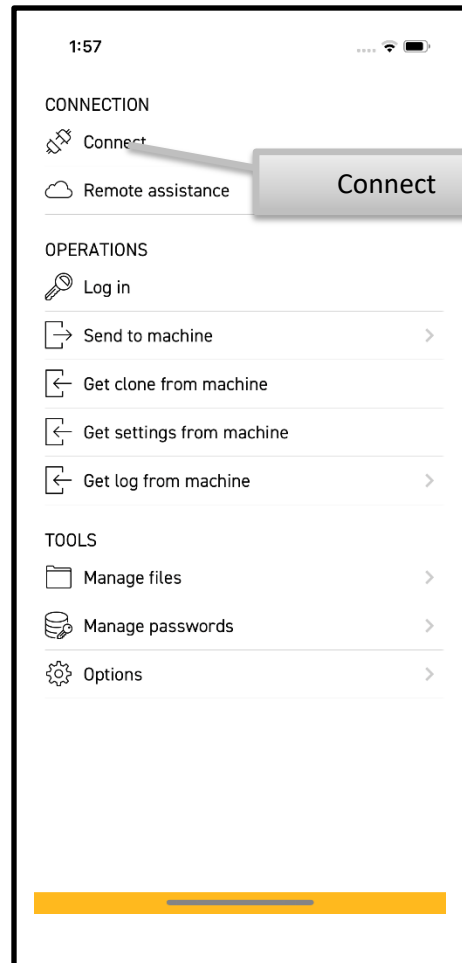 1:57
CONNECTION
Connect
Connect
Remote assistance
OPERATIONS
Log in
Send to machine
Get clone from machine
Get settings from machine
Get log from machine
TOOLS
Manage files
Manage passwords
Options